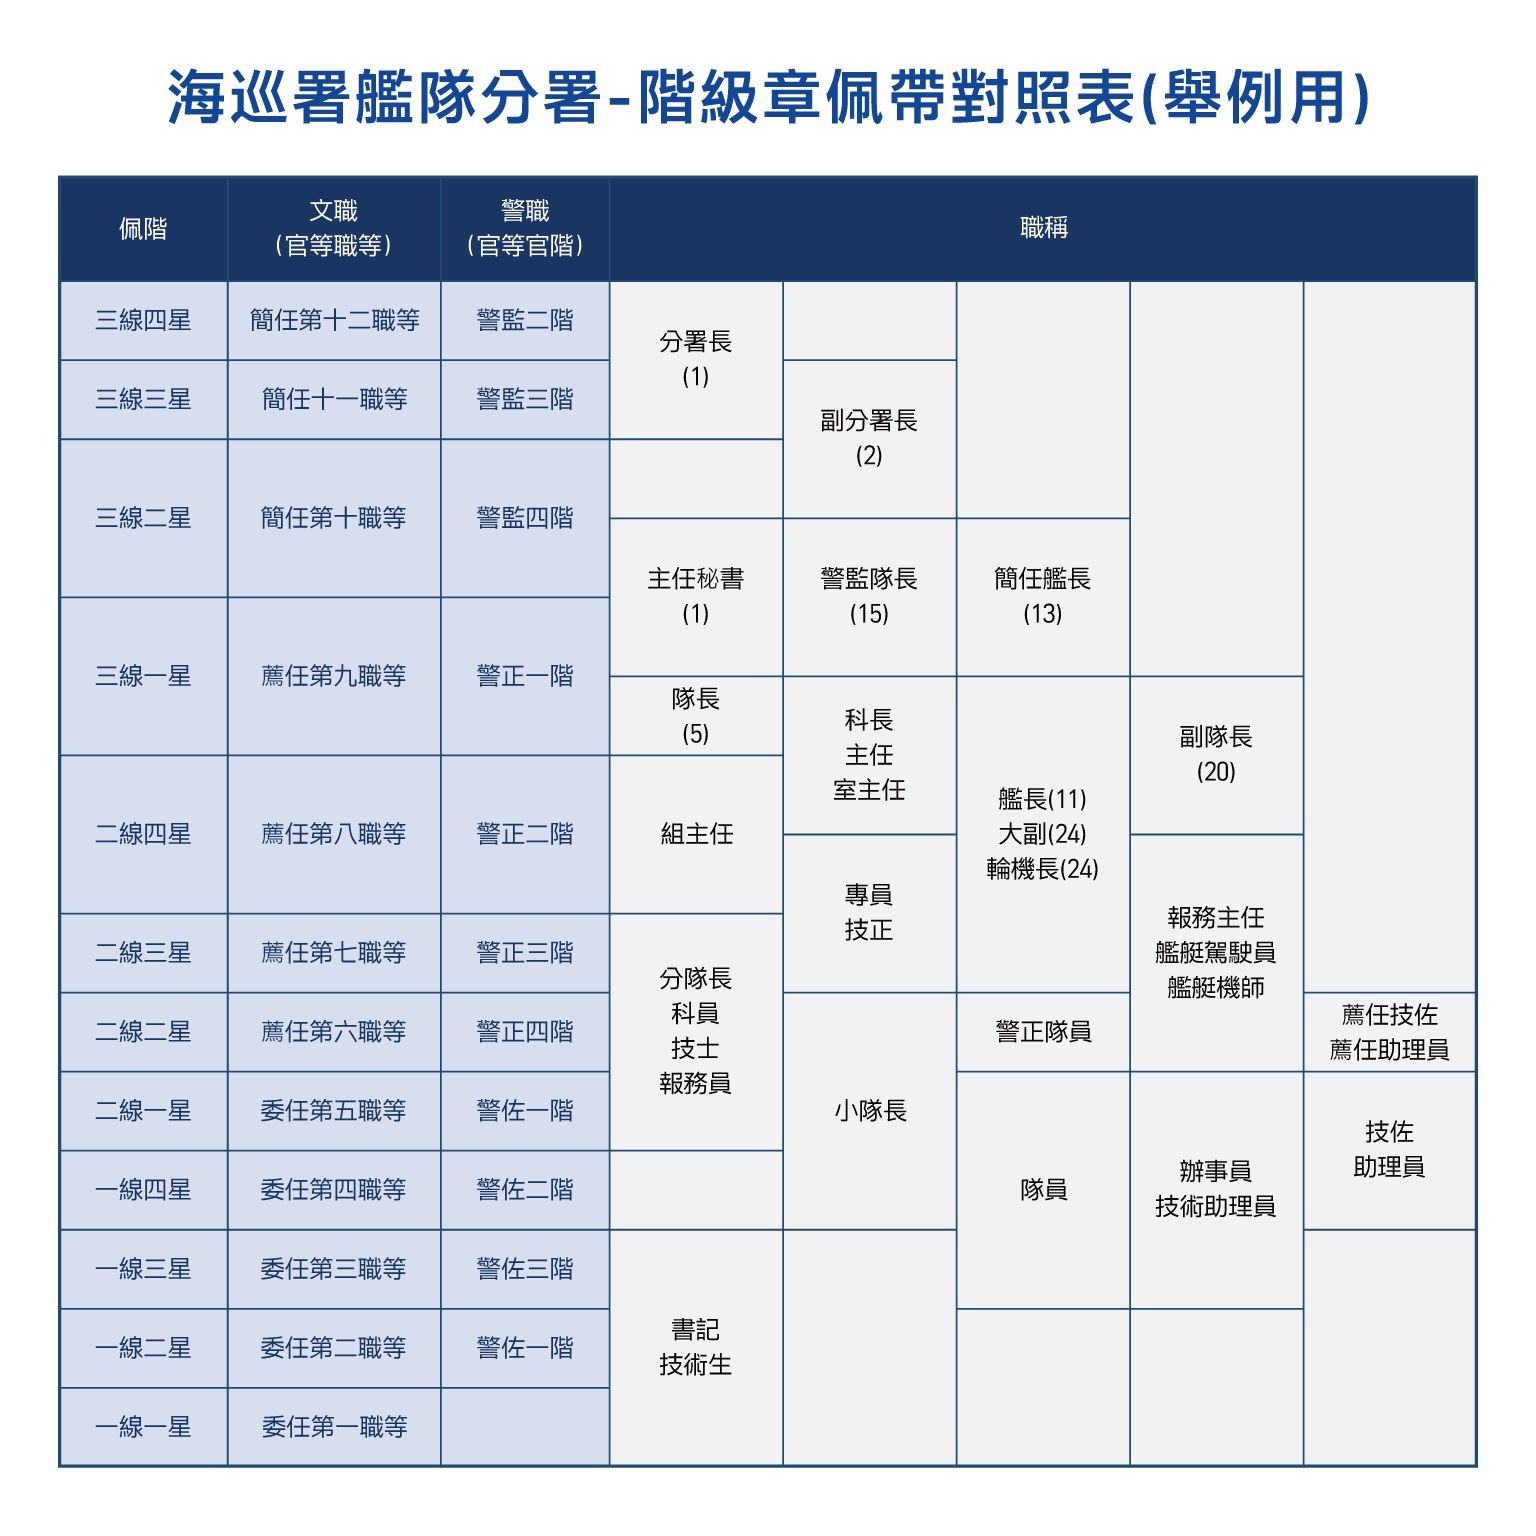 海巡署艦隊分署-階級章佩帶對照表(舉例用)
佩階
文職
(官等職等)
警職
(官等官階)
職稱
三線四星
簡任第十二職等
警監二階
分署長
(1)
三線三星
簡任十一職等
警監三階
副分署長
(2)
三線二星
簡任第十職等
警監四階
主任秘書
(1)
警監隊長
(15)
簡任艦長
(13)
三線一星
薦任第九職等
警正一階
隊長
(5)
科長
主任
室主任
艦長(11)
大副(24)
輪機長(24)
副隊長
(20)
二線四星
薦任第八職等
警正二階
組主任
專員
技正
報務主任
艦艇駕駛員
艦艇機師
二線三星
薦任第七職等
警正三階
分隊長
科員
技士
報務員
二線二星
薦任第六職等
警正四階
小隊長
警正隊員
薦任技佐
薦任助理員
二線一星
委任第五職等
警佐一階
隊員
辦事員
技術助理員
技佐
助理員
一線四星
委任第四職等
警佐二階
一線三星
委任第三職等
警佐三階
書記
技術生
一線二星
委任第二職等
警佐一階
一線一星
委任第一職等